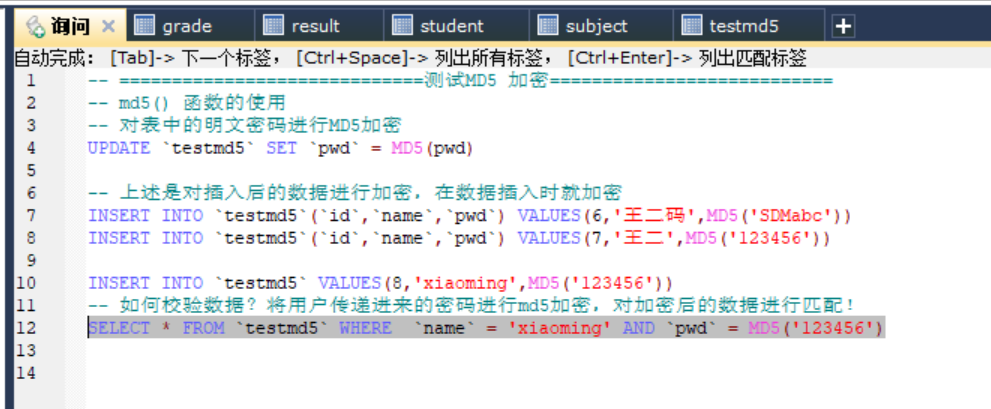 询问 × grade result student subject testmd5 +
自动完成: [Tab]-> 下一个标签, [Ctrl+Space]-> 列出所有标签, [Ctrl+Enter]-> 列出匹配标签
1 -- =============================测试MD5 加密===========================
2 -- md5() 函数的使用
3 -- 对表中的明文密码进行MD5加密
4 UPDATE `testmd5` SET `pwd` = MD5(pwd)
5
6 -- 上述是对插入后的数据进行加密，在数据插入时就加密
7 INSERT INTO `testmd5`(`id`,`name`,`pwd`) VALUES(6,'王二码',MD5('SDMabc'))
8 INSERT INTO `testmd5`(`id`,`name`,`pwd`) VALUES(7,'王二',MD5('123456'))
9
10 INSERT INTO `testmd5` VALUES(8,'xiaoming',MD5('123456'))
11 -- 如何校验数据？将用户传递进来的密码进行md5加密，对加密后的数据进行匹配！
12 SELECT * FROM `testmd5` WHERE  `name` = 'xiaoming' AND `pwd` = MD5('123456')
13
14